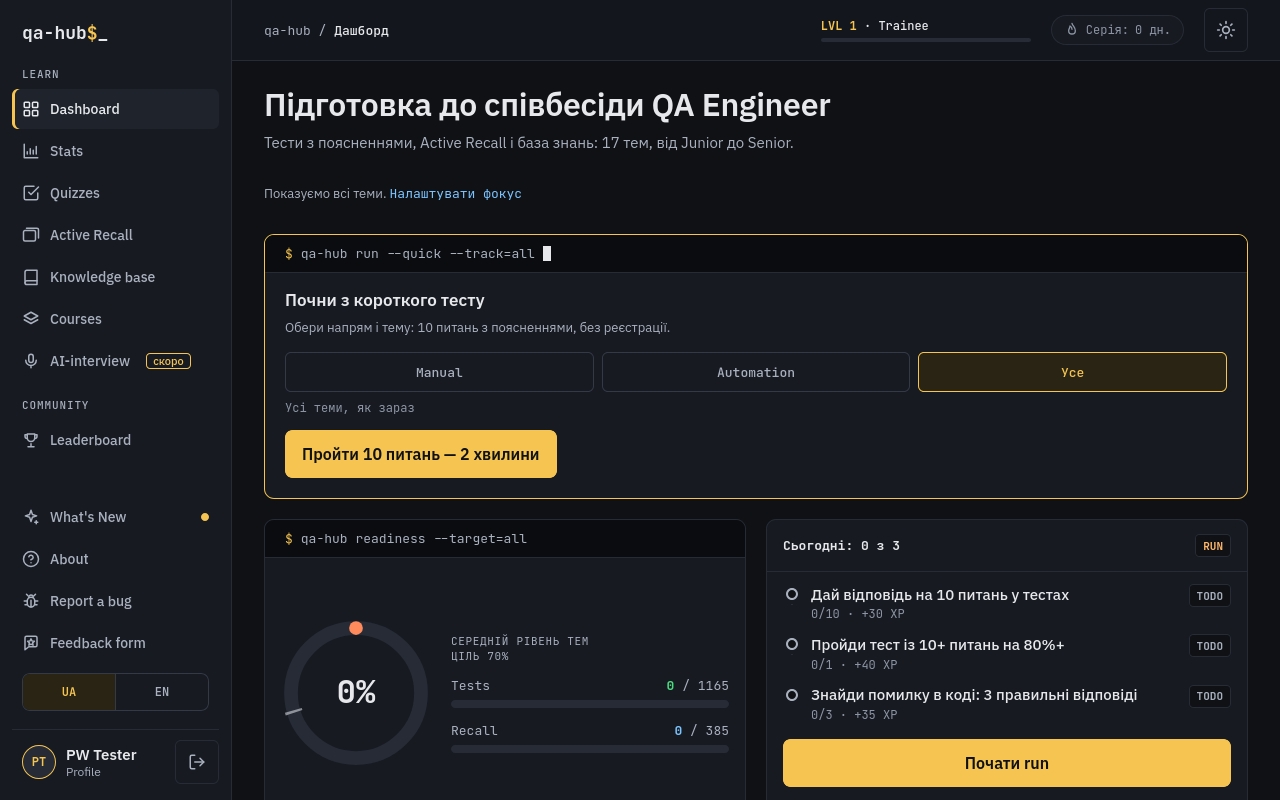 qa-hub$_
LEARN
Dashboard
Stats
Quizzes
Active Recall
Knowledge base
Courses
AI-interview скоро
COMMUNITY
Leaderboard
What's New
About
Report a bug
Feedback form
UA EN
PT PW Tester
Profile
qa-hub / Дашборд
LVL 1 · Trainee
Серія: 0 дн.
Підготовка до співбесіди QA Engineer
Тести з поясненнями, Active Recall і база знань: 17 тем, від Junior до Senior.
Показуємо всі теми. Налаштувати фокус
$ qa-hub run --quick --track=all
Почни з короткого тесту
Обери напрям і тему: 10 питань з поясненнями, без реєстрації.
Manual Automation Усе
Усі теми, як зараз
Пройти 10 питань — 2 хвилини
$ qa-hub readiness --target=all
0%
СЕРЕДНІЙ РІВЕНЬ ТЕМ
ЦІЛЬ 70%
Tests 0 / 1165
Recall 0 / 385
Сьогодні: 0 з 3 RUN
Дай відповідь на 10 питань у тестах TODO
0/10 · +30 XP
Пройди тест із 10+ питань на 80%+ TODO
0/1 · +40 XP
Знайди помилку в коді: 3 правильні відповіді TODO
0/3 · +35 XP
Почати run